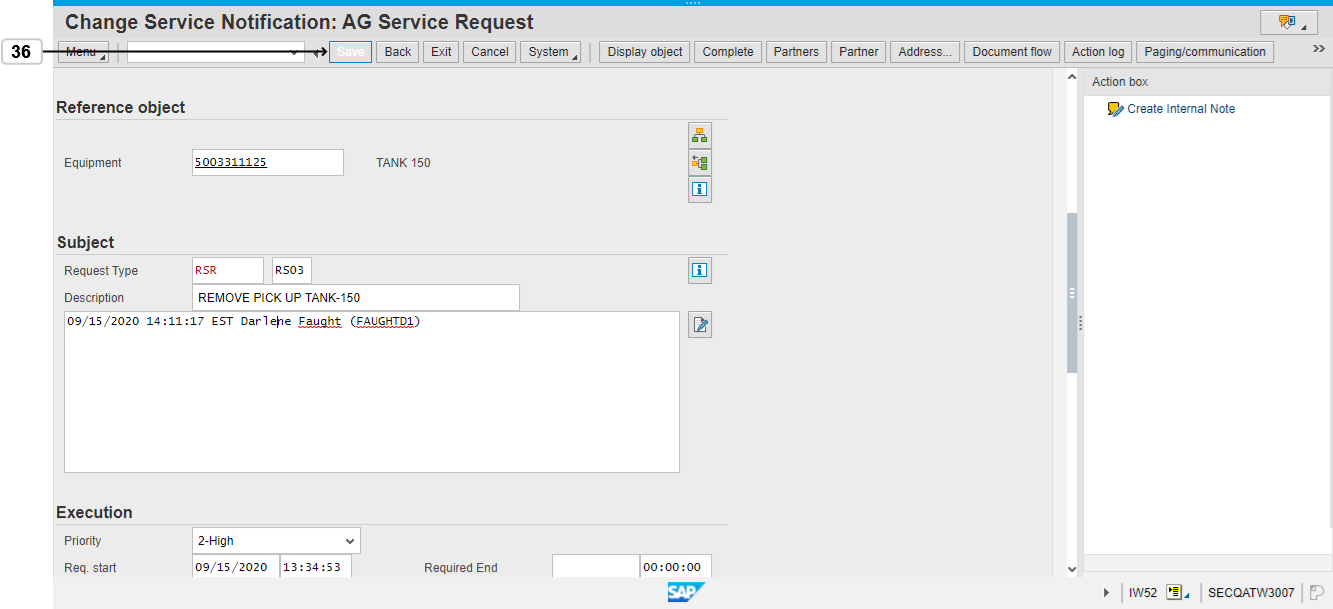 Change Service Notification: AG Service Request
36
Menu Save Back Exit Cancel System Display object Complete Partners Partner Address... Document flow Action log Paging/communication
Action box
Create Internal Note
Reference object
Equipment 5003311125 TANK 150
Subject
Request Type RSR RS03
Description REMOVE PICK UP TANK-150
09/15/2020 14:11:17 EST Darlene Faught (FAUGHTD1)
Execution
Priority 2-High
Req. start 09/15/2020 13:34:53 Required End 00:00:00
SAP
IW52 SECQATW3007